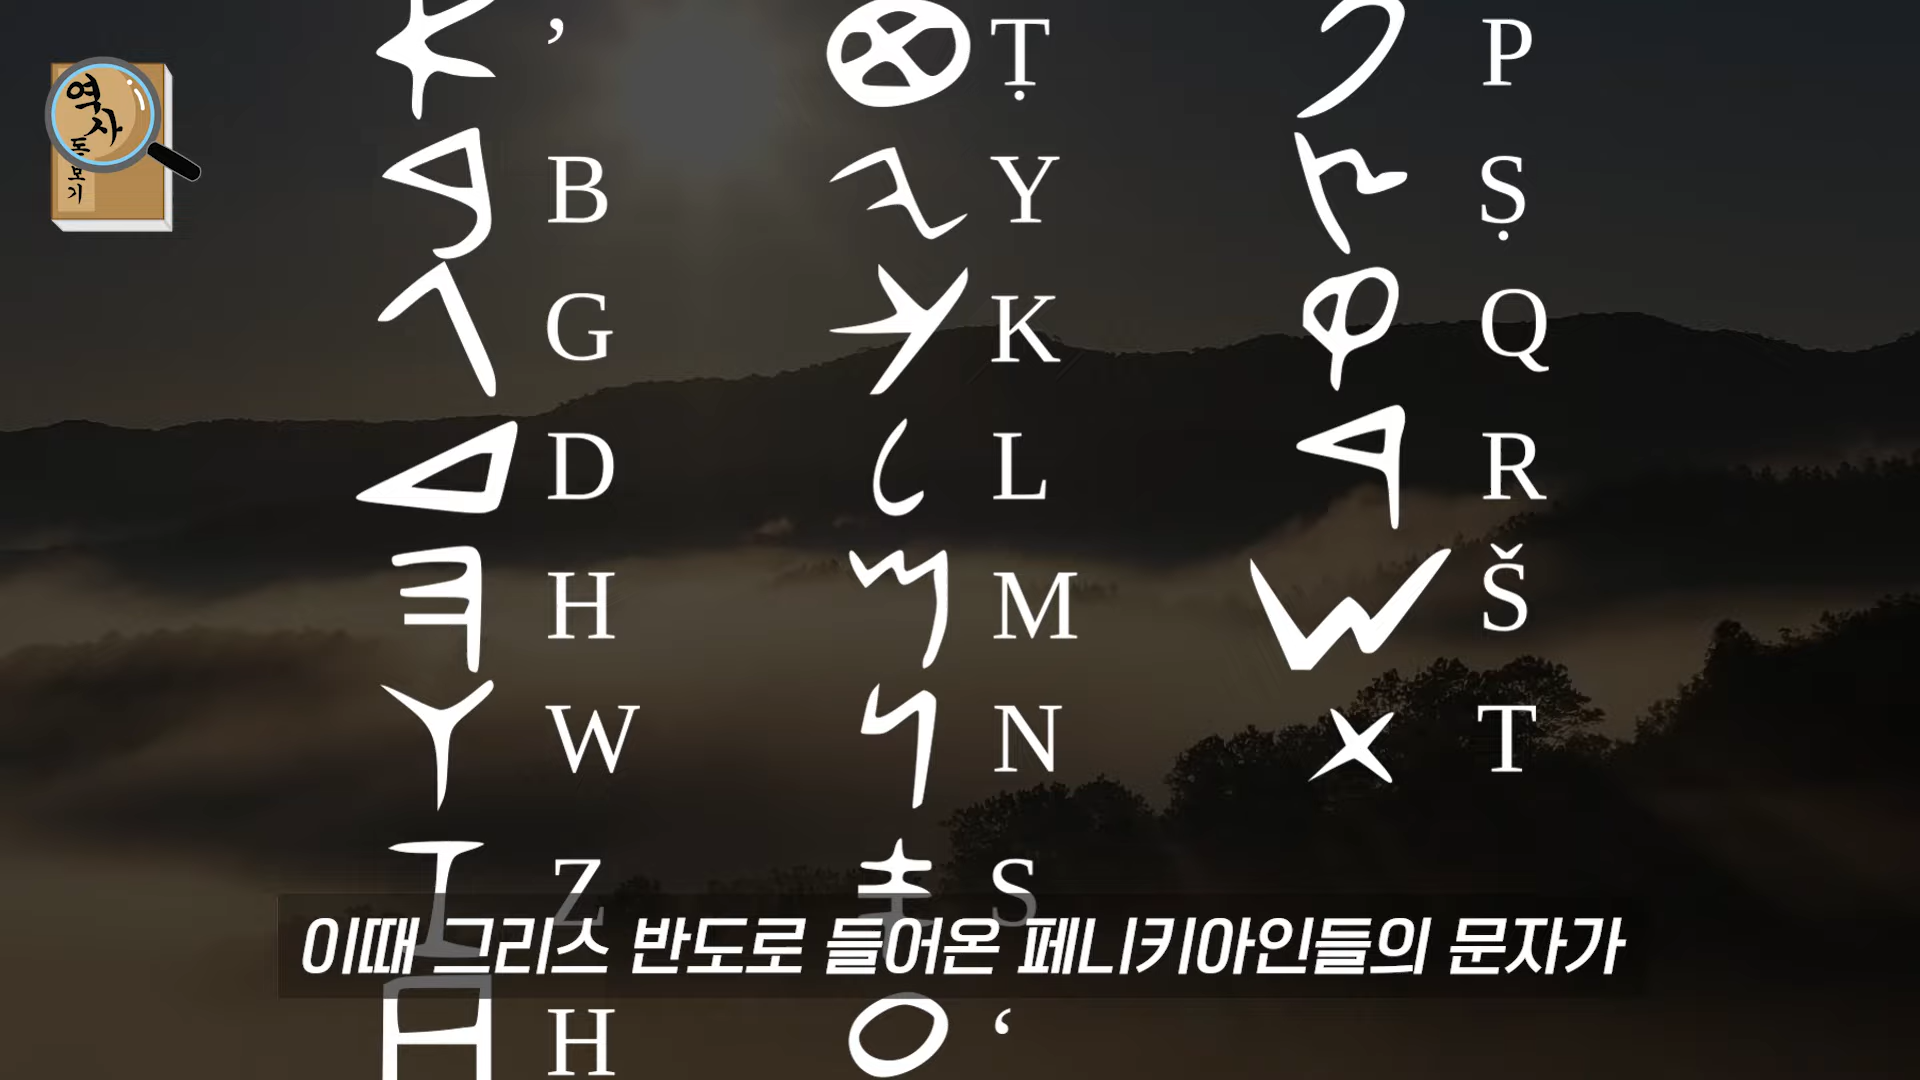 역사
돋보기
𐤀 ’ 𐤈 Ṭ 𐤐 P
𐤁 B 𐤉 Y 𐤑 Ṣ
𐤂 G 𐤊 K 𐤒 Q
𐤃 D 𐤋 L 𐤓 R
𐤄 H 𐤌 M 𐤔 Š
𐤅 W 𐤍 N 𐤕 T
𐤆 Z 𐤎 S
이때 그리스 반도로 들어온 페니키아인들의 문자가
𐤇 H 𐤏 ‘